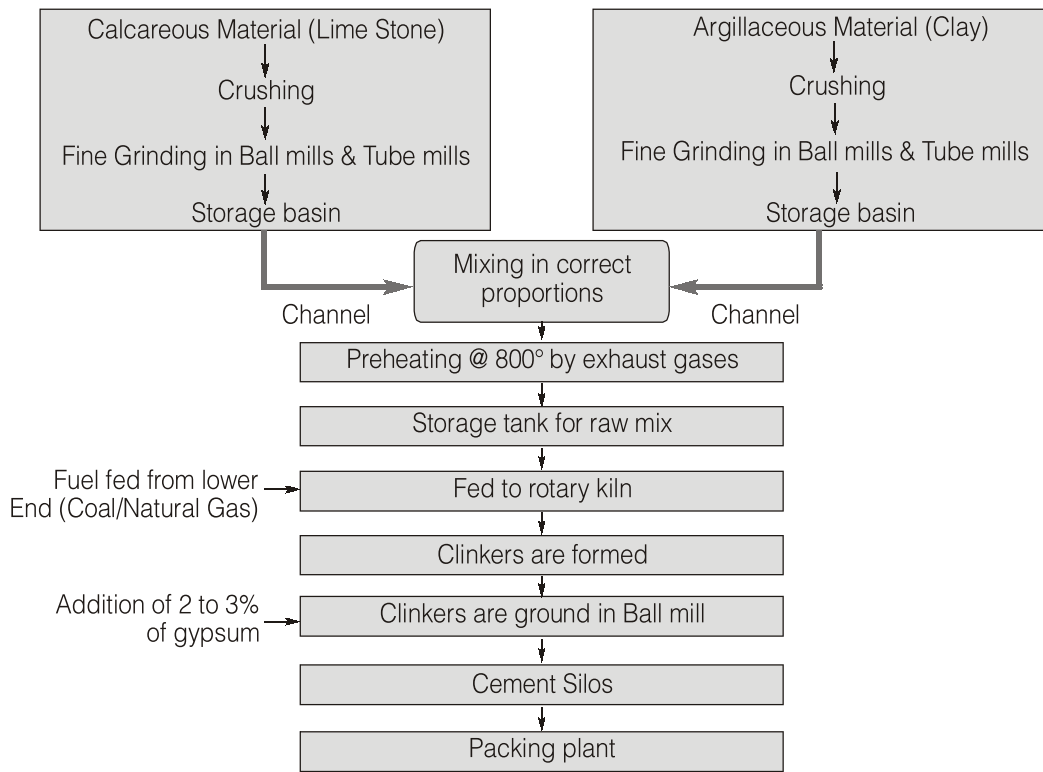 Calcareous Material (Lime Stone)
Crushing
Fine Grinding in Ball mills & Tube mills
Storage basin
Argillaceous Material (Clay)
Crushing
Fine Grinding in Ball mills & Tube mills
Storage basin
Mixing in correct
proportions
Channel
Channel
Preheating @ 800° by exhaust gases
Storage tank for raw mix
Fuel fed from lower
End (Coal/Natural Gas)
Fed to rotary kiln
Clinkers are formed
Addition of 2 to 3%
of gypsum
Clinkers are ground in Ball mill
Cement Silos
Packing plant